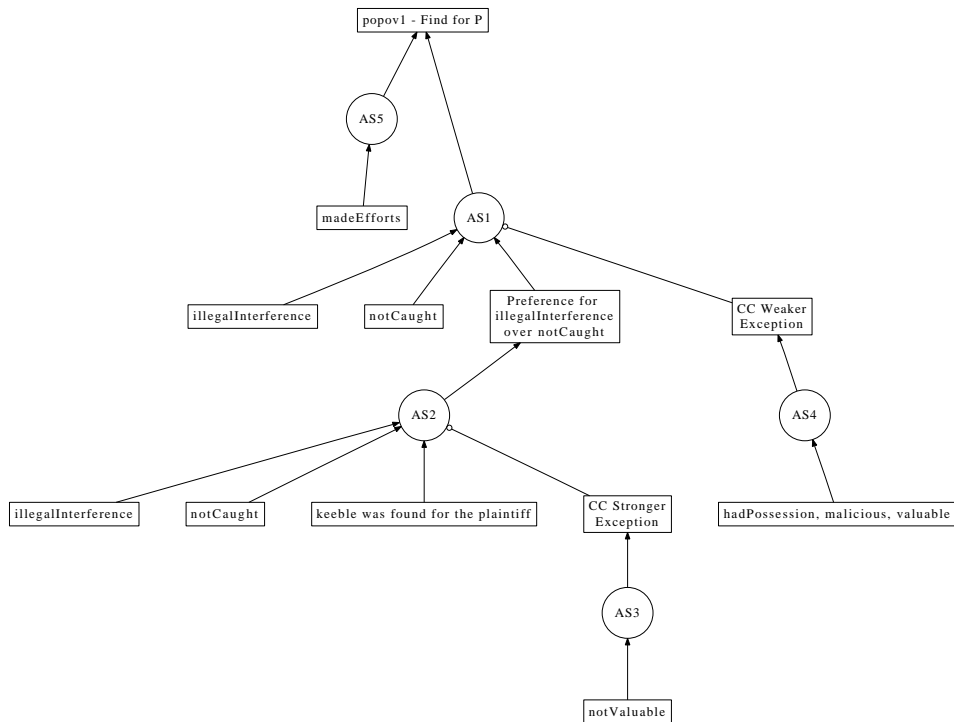 popov1 - Find for P
AS5
madeEfforts
AS1
illegalInterference
notCaught
Preference for
illegalInterference
over notCaught
CC Weaker
Exception
AS2
AS4
illegalInterference
notCaught
keeble was found for the plaintiff
CC Stronger
Exception
hadPossession, malicious, valuable
AS3
notValuable